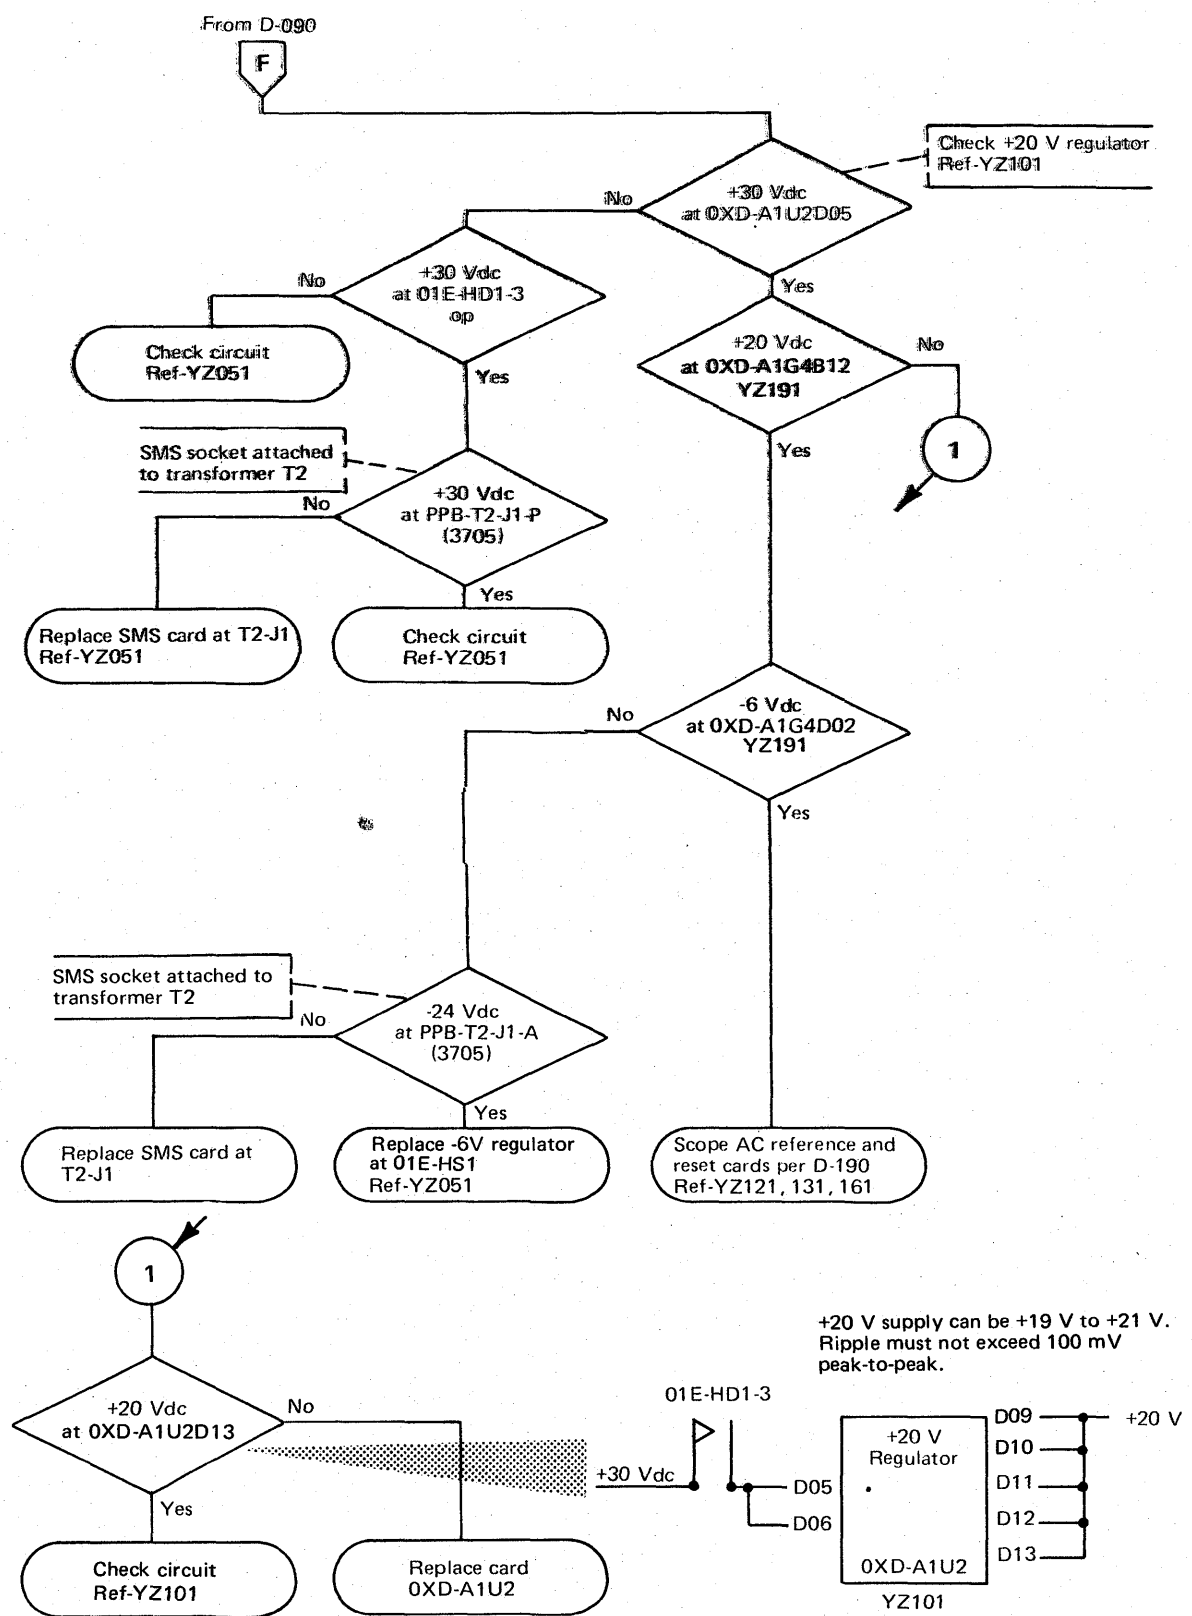 From D-090
F
Check +20 V regulator
Ref-YZ101
+30 Vdc
at 0XD-A1U2D05
No
Yes
+30 Vdc
at 01E-HD1-3
op
No
Yes
Check circuit
Ref-YZ051
+20 Vdc
at 0XD-A1G4B12
YZ191
No
Yes
1
SMS socket attached
to transformer T2
+30 Vdc
at PPB-T2-J1-P
(3705)
No
Yes
Replace SMS card at T2-J1
Ref-YZ051
Check circuit
Ref-YZ051
-6 Vdc
at 0XD-A1G4D02
YZ191
No
Yes
SMS socket attached to
transformer T2
-24 Vdc
at PPB-T2-J1-A
(3705)
No
Yes
Replace SMS card at
T2-J1
Replace -6V regulator
at 01E-HS1
Ref-YZ051
Scope AC reference and
reset cards per D-190
Ref-YZ121, 131, 161
1
+20 Vdc
at 0XD-A1U2D13
No
Yes
Check circuit
Ref-YZ101
Replace card
0XD-A1U2
+20 V supply can be +19 V to +21 V.
Ripple must not exceed 100 mV
peak-to-peak.
01E-HD1-3
+30 Vdc
D05
D06
+20 V
Regulator
0XD-A1U2
YZ101
D09
D10
D11
D12
D13
+20 V